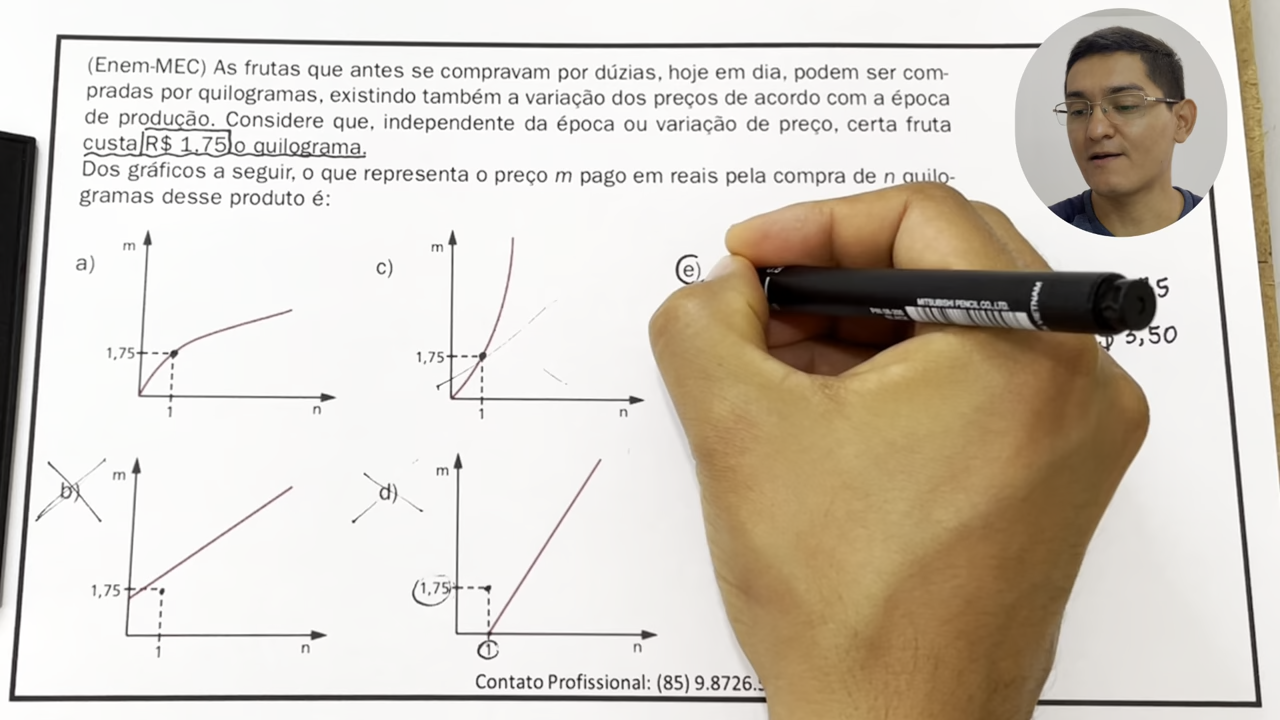 (Enem-MEC) As frutas que antes se compravam por dúzias, hoje em dia, podem ser com-
pradas por quilogramas, existindo também a variação dos preços de acordo com a época
de produção. Considere que, independente da época ou variação de preço, certa fruta
custa R$ 1,75 o quilograma.
Dos gráficos a seguir, o que representa o preço m pago em reais pela compra de n quilo-
gramas desse produto é:
a)
m
1,75
1
n
c)
m
1,75
1
n
e)
5
3,50
b)
m
1,75
1
n
d)
m
1,75
1
n
MITSUBISHI PENCIL CO., LTD.
VIETNAM
Contato Profissional: (85) 9.8726.